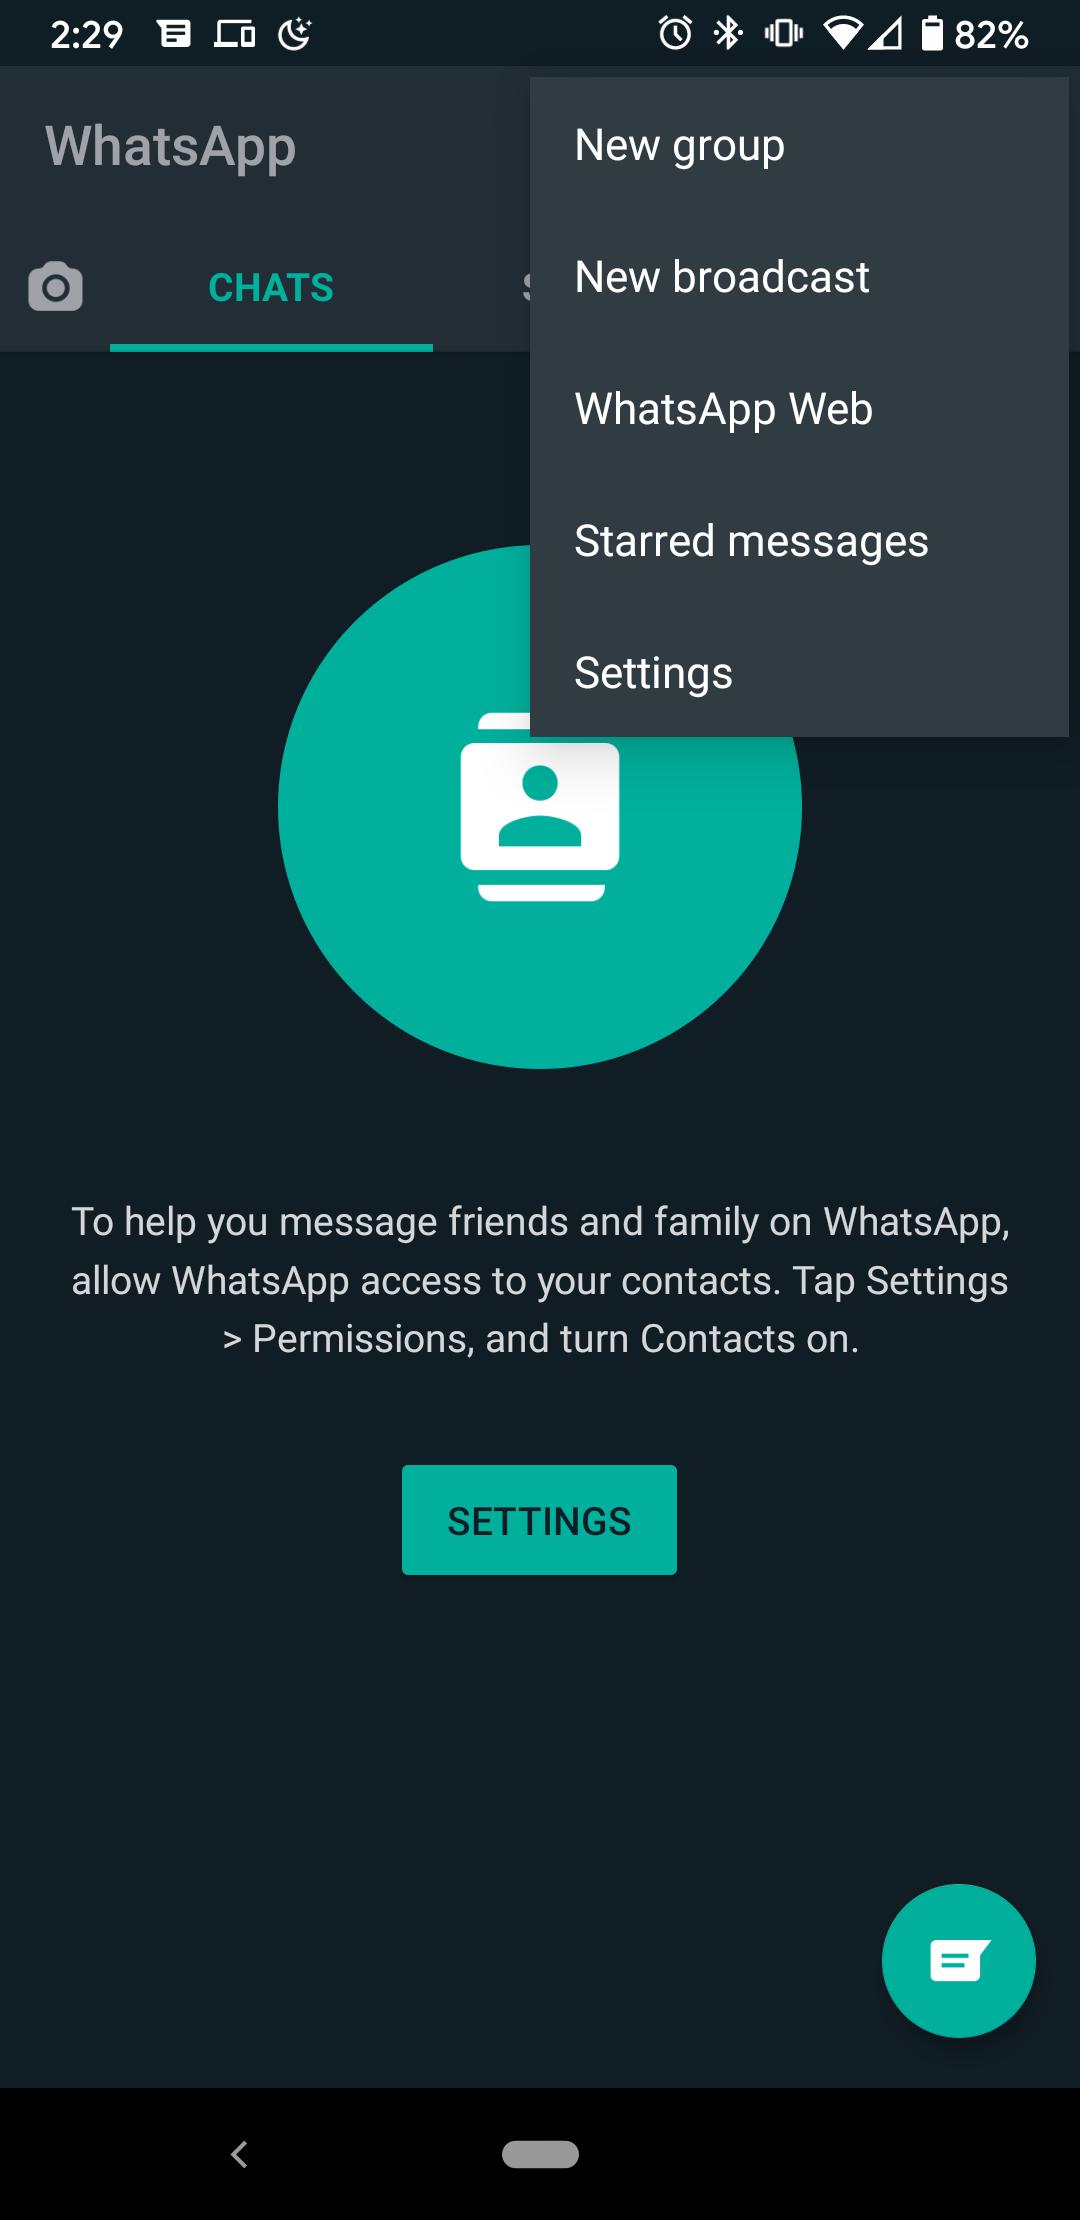 2:29
82%
WhatsApp
New group
New broadcast
WhatsApp Web
Starred messages
Settings
CHATS
To help you message friends and family on WhatsApp,
allow WhatsApp access to your contacts. Tap Settings
> Permissions, and turn Contacts on.
SETTINGS